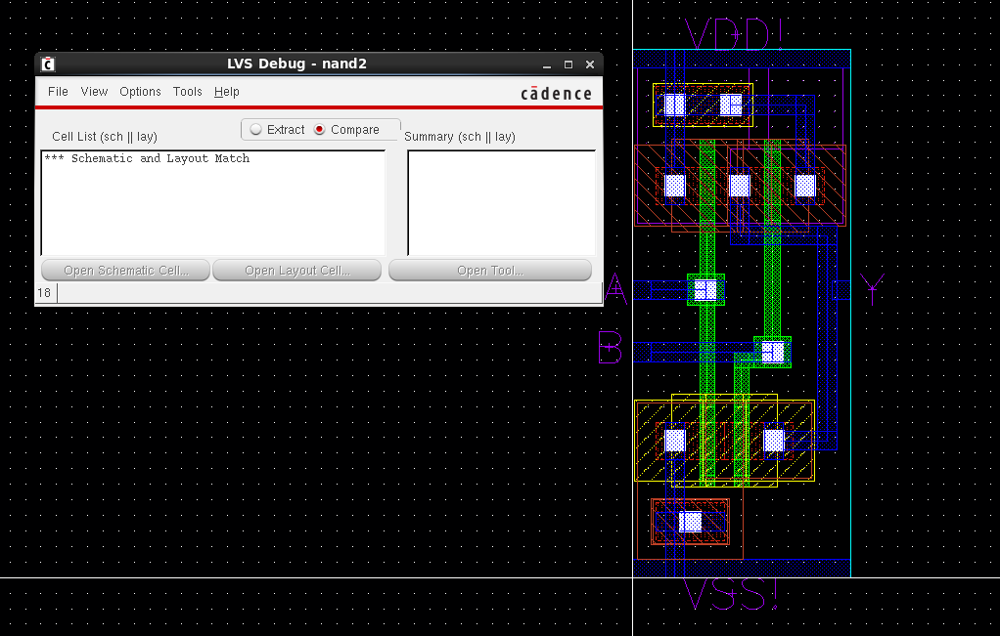 LVS Debug - nand2
File View Options Tools Help
cādence
Extract Compare
Cell List (sch || lay) Summary (sch || lay)
*** Schematic and Layout Match
Open Schematic Cell... Open Layout Cell... Open Tool...
18
VDD!
A
Y
B
VSS!